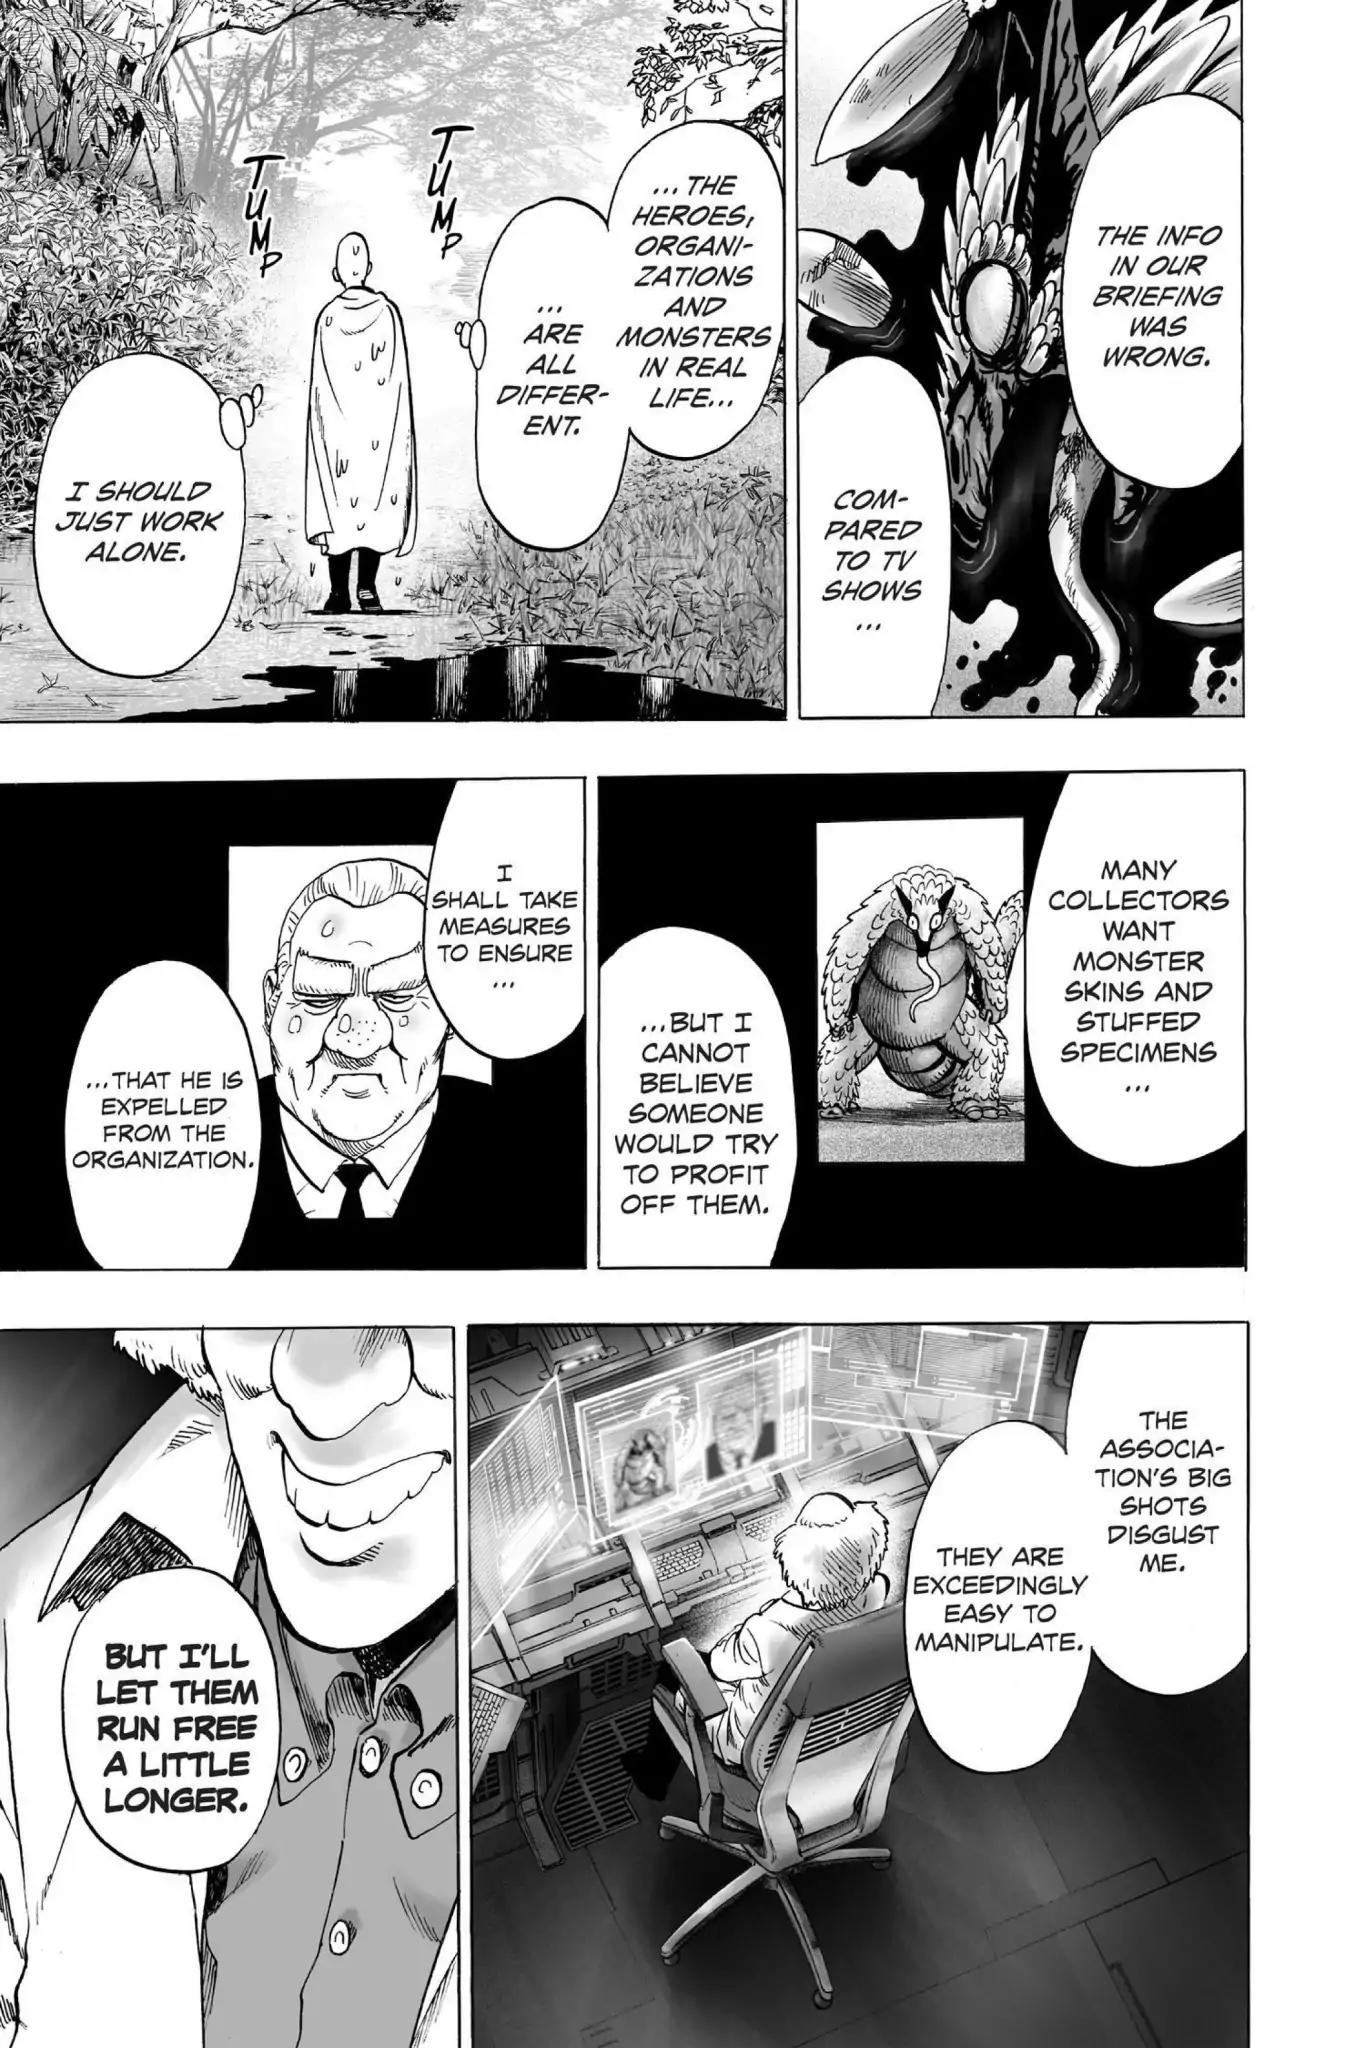 THE INFO
IN OUR
BRIEFING
WAS
WRONG.
COM-
PARED
TO TV
SHOWS
...
...THE
HEROES,
ORGANI-
ZATIONS
AND
MONSTERS
IN REAL
LIFE...
...
ARE
ALL
DIFFER-
ENT.
TUMP
TUMP
I SHOULD
JUST WORK
ALONE.
MANY
COLLECTORS
WANT
MONSTER
SKINS AND
STUFFED
SPECIMENS
...
...BUT I
CANNOT
BELIEVE
SOMEONE
WOULD TRY
TO PROFIT
OFF THEM.
I
SHALL TAKE
MEASURES
TO ENSURE
...
...THAT HE IS
EXPELLED
FROM THE
ORGANIZATION.
THE
ASSOCIA-
TION'S BIG
SHOTS
DISGUST
ME.
THEY ARE
EXCEEDINGLY
EASY TO
MANIPULATE.
BUT I'LL
LET THEM
RUN FREE
A LITTLE
LONGER.